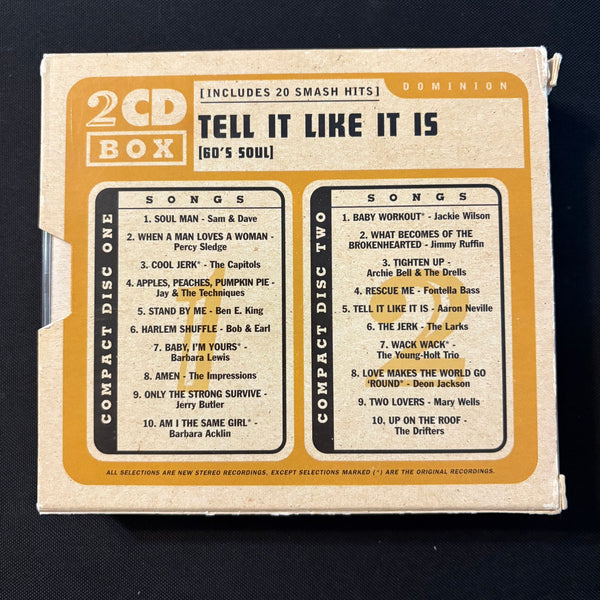 2CD
BOX
[INCLUDES 20 SMASH HITS]
DOMINION
TELL IT LIKE IT IS
[60'S SOUL]
COMPACT DISC ONE
SONGS
1. SOUL MAN - Sam & Dave
2. WHEN A MAN LOVES A WOMAN -
Percy Sledge
3. COOL JERK* - The Capitols
4. APPLES, PEACHES, PUMPKIN PIE -
Jay & The Techniques
5. STAND BY ME - Ben E. King
6. HARLEM SHUFFLE - Bob & Earl
7. BABY, I'M YOURS* -
Barbara Lewis
8. AMEN - The Impressions
9. ONLY THE STRONG SURVIVE -
Jerry Butler
10. AM I THE SAME GIRL* -
Barbara Acklin
1
COMPACT DISC TWO
SONGS
1. BABY WORKOUT* - Jackie Wilson
2. WHAT BECOMES OF THE
BROKENHEARTED - Jimmy Ruffin
3. TIGHTEN UP -
Archie Bell & The Drells
4. RESCUE ME - Fontella Bass
5. TELL IT LIKE IT IS - Aaron Neville
6. THE JERK - The Larks
7. WACK WACK* -
The Young-Holt Trio
8. LOVE MAKES THE WORLD GO
'ROUND* - Deon Jackson
9. TWO LOVERS - Mary Wells
10. UP ON THE ROOF -
The Drifters
2
ALL SELECTIONS ARE NEW STEREO RECORDINGS, EXCEPT SELECTIONS MARKED (*) ARE THE ORIGINAL RECORDINGS.